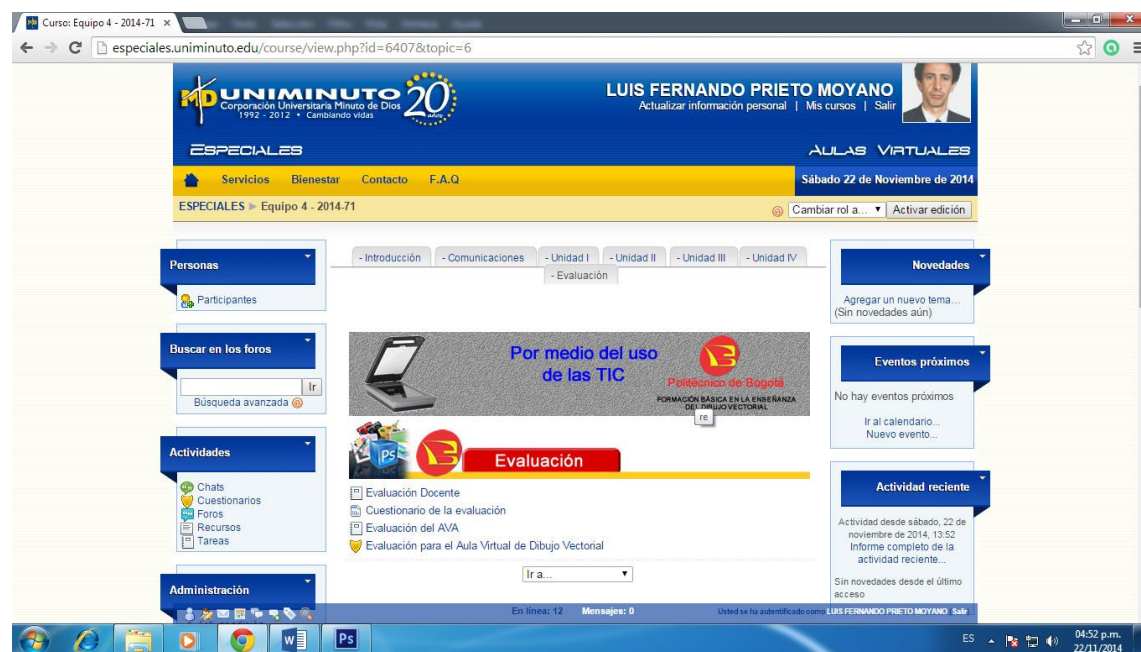 Curso: Equipo 4 - 2014-71
especiales.uniminuto.edu/course/view.php?id=6407&topic=6
UNIMINUTO
Corporación Universitaria Minuto de Dios
1992 - 2012 • Cambiando vidas
20
años
LUIS FERNANDO PRIETO MOYANO
Actualizar información personal | Mis cursos | Salir
ESPECIALES
AULAS VIRTUALES
Servicios Bienestar Contacto F.A.Q
Sábado 22 de Noviembre de 2014
ESPECIALES ► Equipo 4 - 2014-71
Cambiar rol a...
Activar edición
Personas
Participantes
Buscar en los foros
Ir
Búsqueda avanzada
Actividades
Chats
Cuestionarios
Foros
Recursos
Tareas
Administración
- Introducción - Comunicaciones - Unidad I - Unidad II - Unidad III - Unidad IV
- Evaluación
Por medio del uso
de las TIC
Politécnico de Bogotá
FORMACIÓN BÁSICA EN LA ENSEÑANZA
DEL DIBUJO VECTORIAL
re
PS
Evaluación
Evaluación Docente
Cuestionario de la evaluación
Evaluación del AVA
Evaluación para el Aula Virtual de Dibujo Vectorial
Ir a...
Novedades
Agregar un nuevo tema...
(Sin novedades aún)
Eventos próximos
No hay eventos próximos
Ir al calendario...
Nuevo evento...
Actividad reciente
Actividad desde sábado, 22 de
noviembre de 2014, 13:52
Informe completo de la
actividad reciente...
Sin novedades desde el último
acceso
En línea: 12 Mensajes: 0
Usted se ha autentificado como LUIS FERNANDO PRIETO MOYANO Salir
W
Ps
ES
04:52 p.m.
22/11/2014